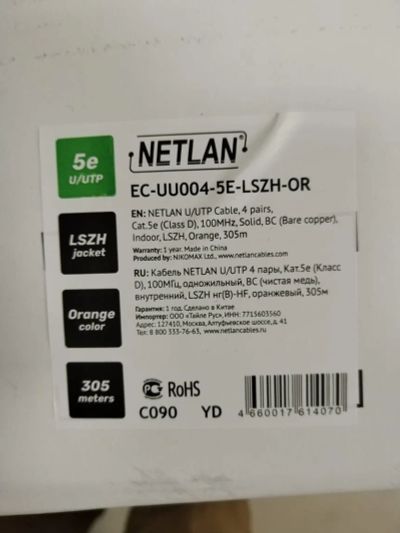 5e
U/UTP
NETLAN
EC-UU004-5E-LSZH-OR
EN: NETLAN U/UTP Cable, 4 pairs,
Cat.5e (Class D), 100MHz, Solid, BC (Bare copper),
Indoor, LSZH, Orange, 305m
Warranty: 1 year. Made in China
Produced by: NIKOMAX Ltd., www.netlancables.com
LSZH
jacket
RU: Кабель NETLAN U/UTP 4 пары, Кат.5e (Класс
D), 100МГц, одножильный, BC (чистая медь),
внутренний, LSZH нг(B)-HF, оранжевый, 305м
Гарантия: 1 год. Сделано в Китае
Импортер: ООО «Тайле Рус», ИНН: 7715603560
Адрес: 127410, Москва, Алтуфьевское шоссе, д. 41
Тел: 8 800 333-76-63, www.netlancables.ru
Orange
color
305
meters
RoHS
C090 YD
4 660017 614070